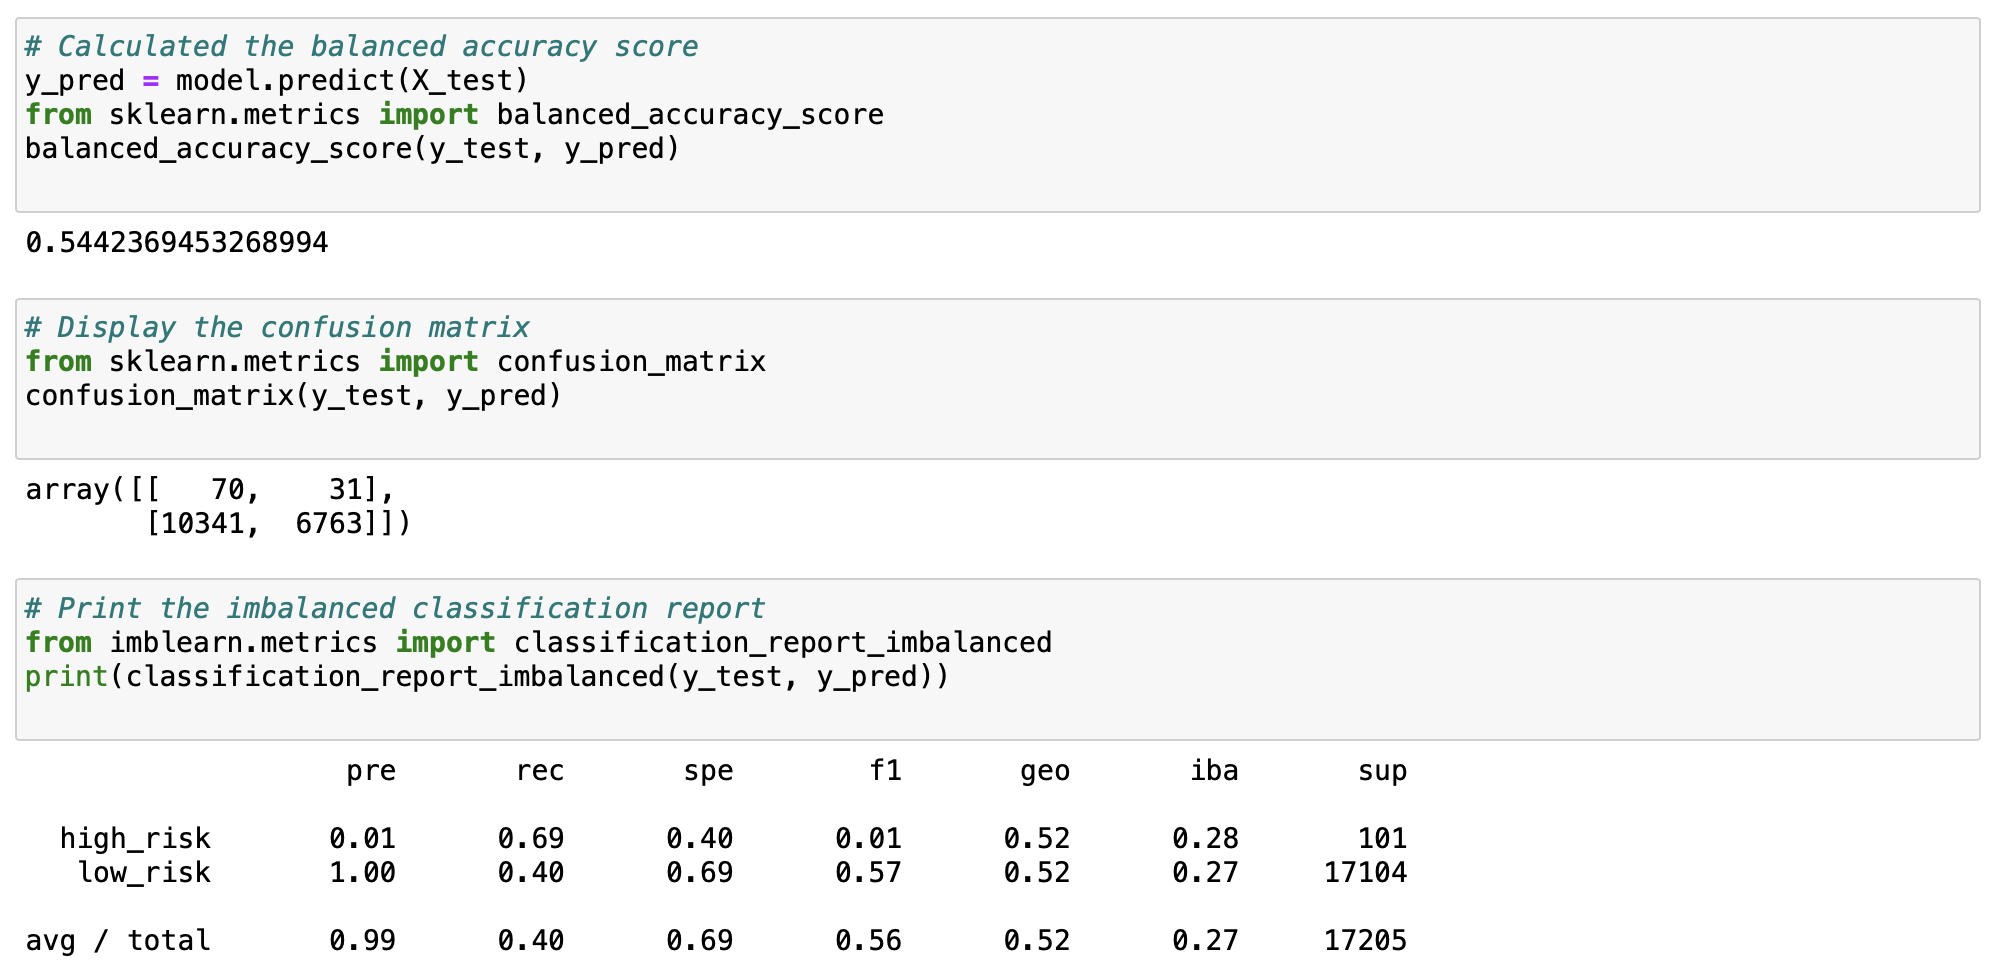 # Calculated the balanced accuracy score
y_pred = model.predict(X_test)
from sklearn.metrics import balanced_accuracy_score
balanced_accuracy_score(y_test, y_pred)
0.5442369453268994
# Display the confusion matrix
from sklearn.metrics import confusion_matrix
confusion_matrix(y_test, y_pred)
array([[   70,    31],
       [10341,  6763]])
# Print the imbalanced classification report
from imblearn.metrics import classification_report_imbalanced
print(classification_report_imbalanced(y_test, y_pred))
                   pre       rec       spe        f1       geo       iba       sup
  high_risk       0.01      0.69      0.40      0.01      0.52      0.28       101
   low_risk       1.00      0.40      0.69      0.57      0.52      0.27     17104
avg / total       0.99      0.40      0.69      0.56      0.52      0.27     17205